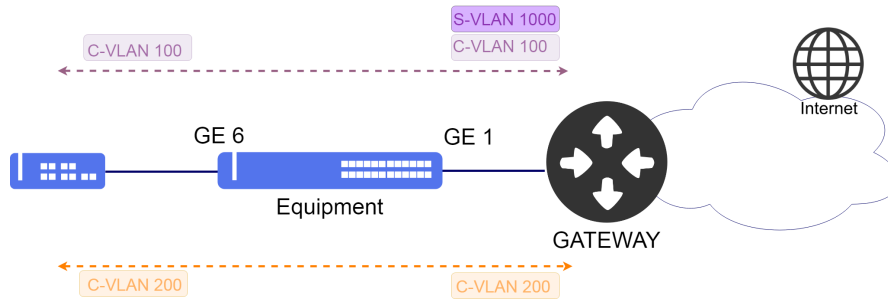 S-VLAN 1000
C-VLAN 100
C-VLAN 100
Internet
GE 6
GE 1
Equipment
GATEWAY
C-VLAN 200
C-VLAN 200